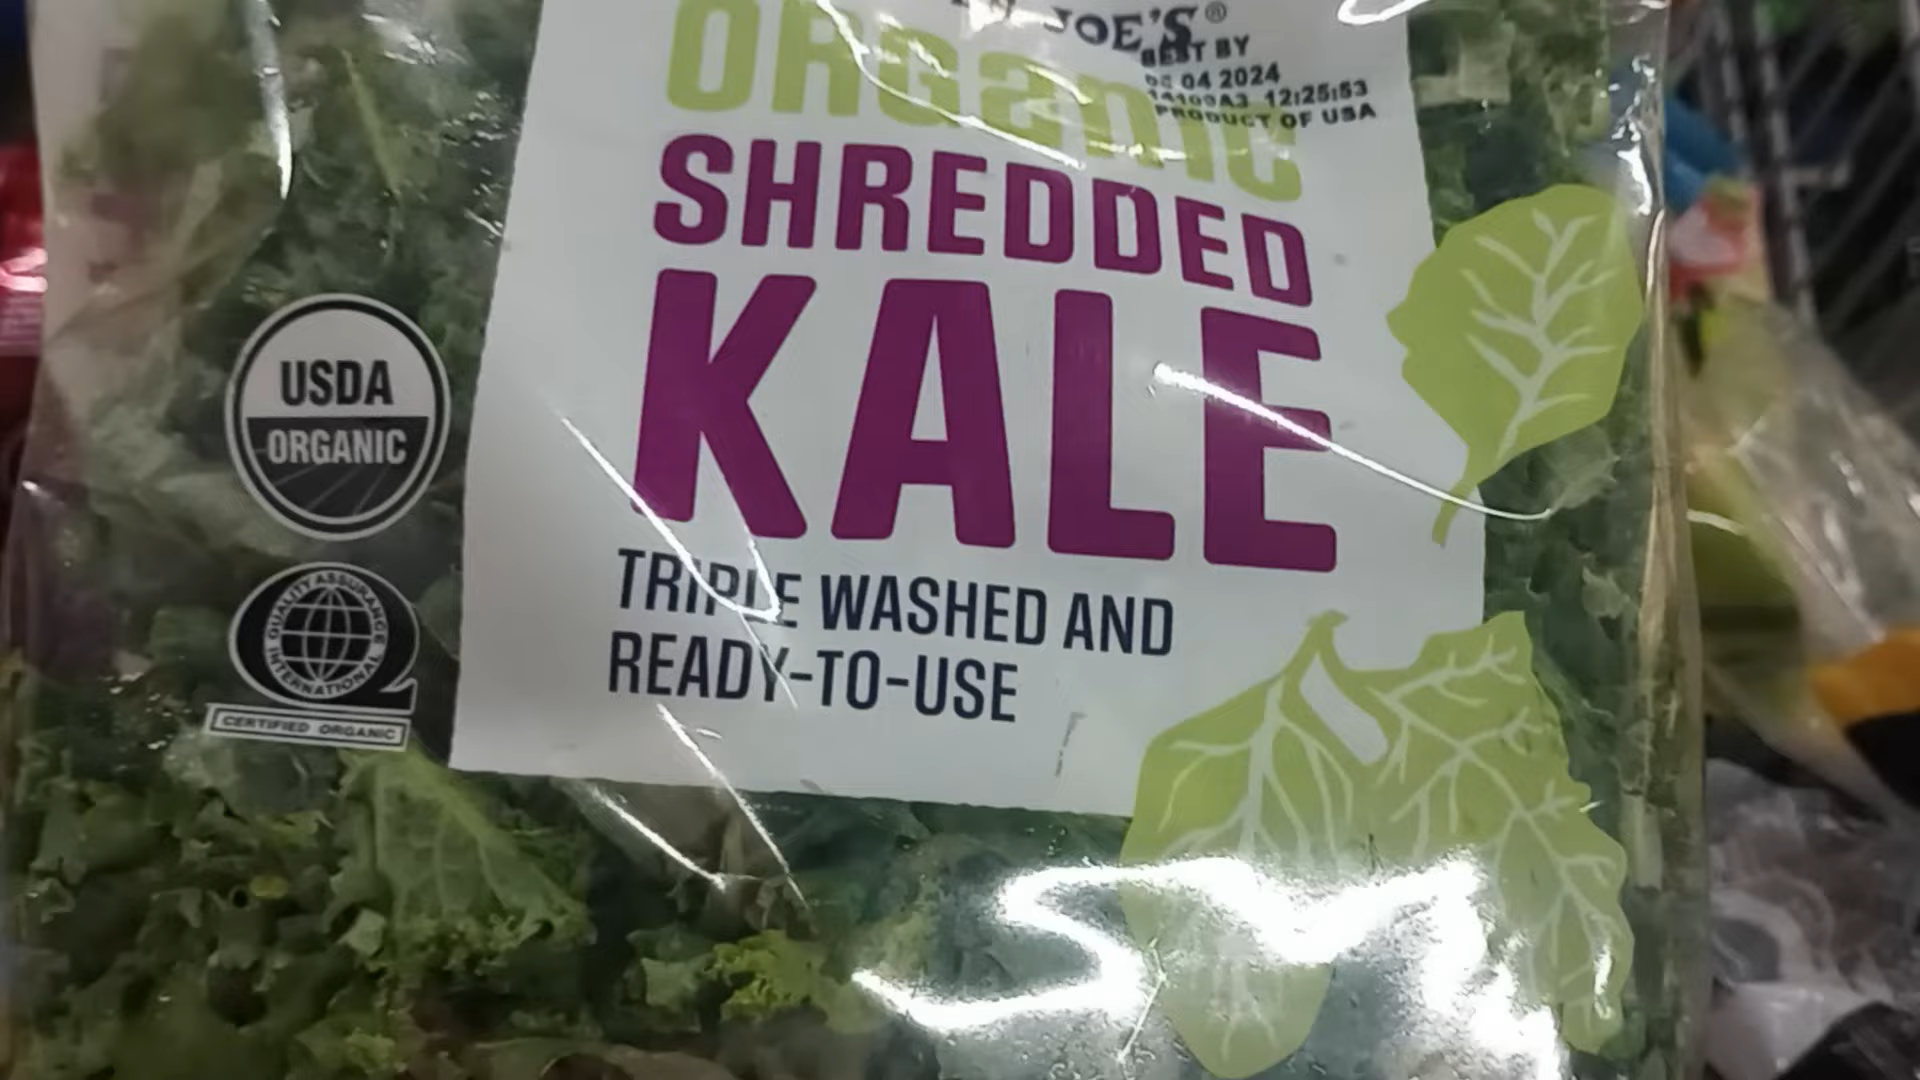 JOE'S®
BEST BY
04 2024
12:25:53
PRODUCT OF USA
ORGanIC
SHREDDED
KALE
TRIPLE WASHED AND
READY-TO-USE
USDA
ORGANIC
QUALITY ASSURANCE
INTERNATIONAL
CERTIFIED ORGANIC